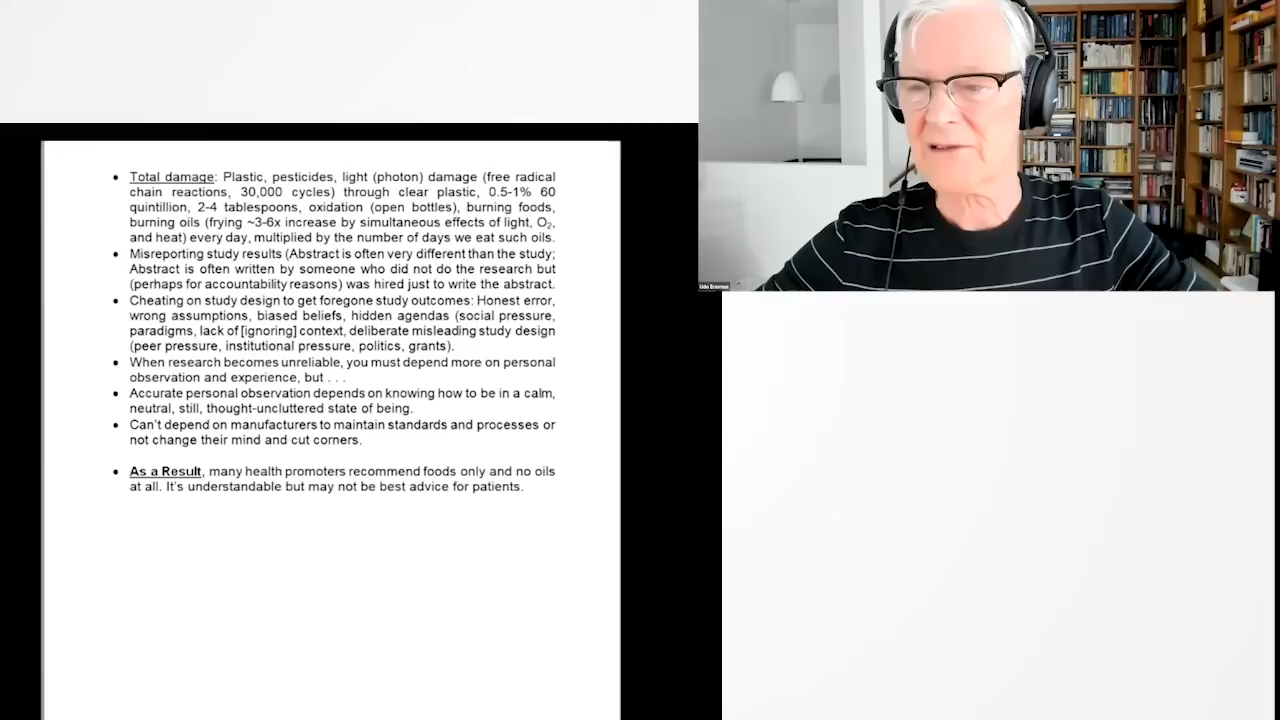 • Total damage: Plastic, pesticides, light (photon) damage (free radical
chain reactions, 30,000 cycles) through clear plastic, 0.5-1% 60
quintillion, 2-4 tablespoons, oxidation (open bottles), burning foods,
burning oils (frying ~3-6x increase by simultaneous effects of light, O₂,
and heat) every day, multiplied by the number of days we eat such oils.
• Misreporting study results (Abstract is often very different than the study;
Abstract is often written by someone who did not do the research but
(perhaps for accountability reasons) was hired just to write the abstract.
• Cheating on study design to get foregone study outcomes: Honest error,
wrong assumptions, biased beliefs, hidden agendas (social pressure,
paradigms, lack of [ignoring] context, deliberate misleading study design
(peer pressure, institutional pressure, politics, grants).
• When research becomes unreliable, you must depend more on personal
observation and experience, but . . .
• Accurate personal observation depends on knowing how to be in a calm,
neutral, still, thought-uncluttered state of being.
• Can't depend on manufacturers to maintain standards and processes or
not change their mind and cut corners.
• As a Result, many health promoters recommend foods only and no oils
at all. It's understandable but may not be best advice for patients.
Udo Erasmus